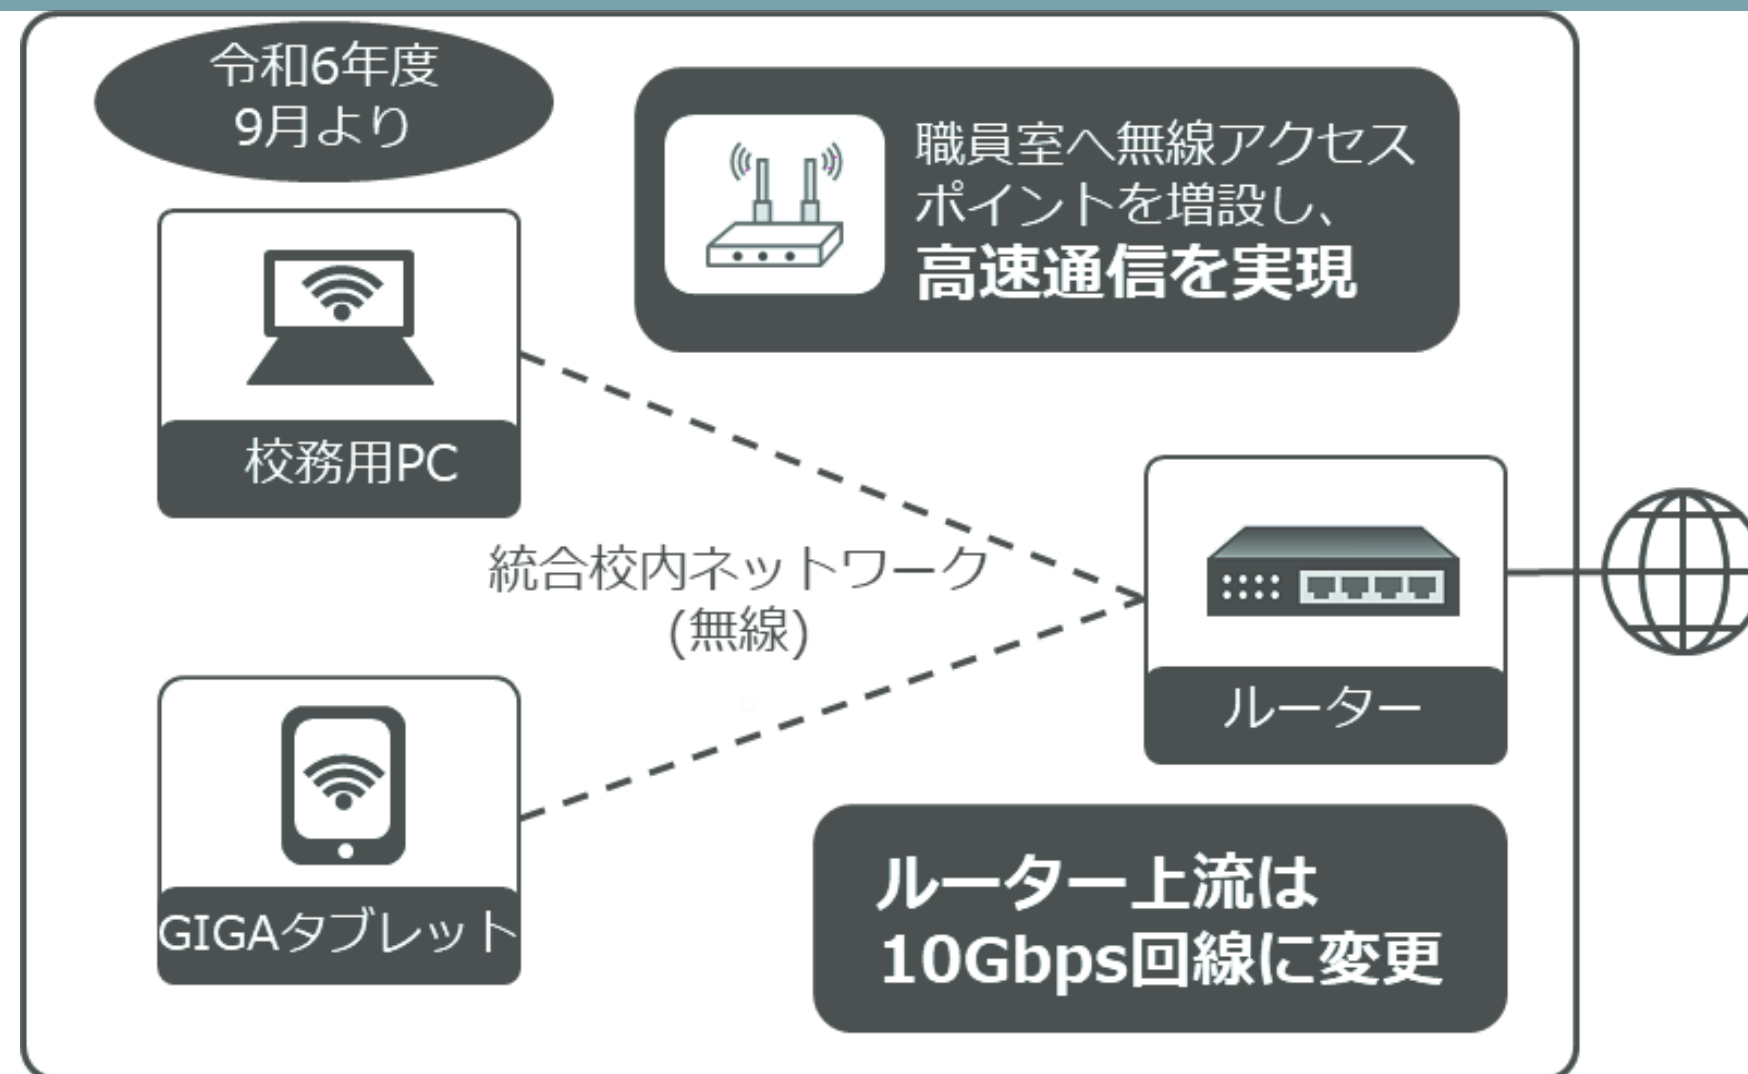 令和6年度
9月より
職員室へ無線アクセス
ポイントを増設し、
高速通信を実現
校務用PC
統合校内ネットワーク
(無線)
ルーター
GIGAタブレット
ルーター上流は
10Gbps回線に変更